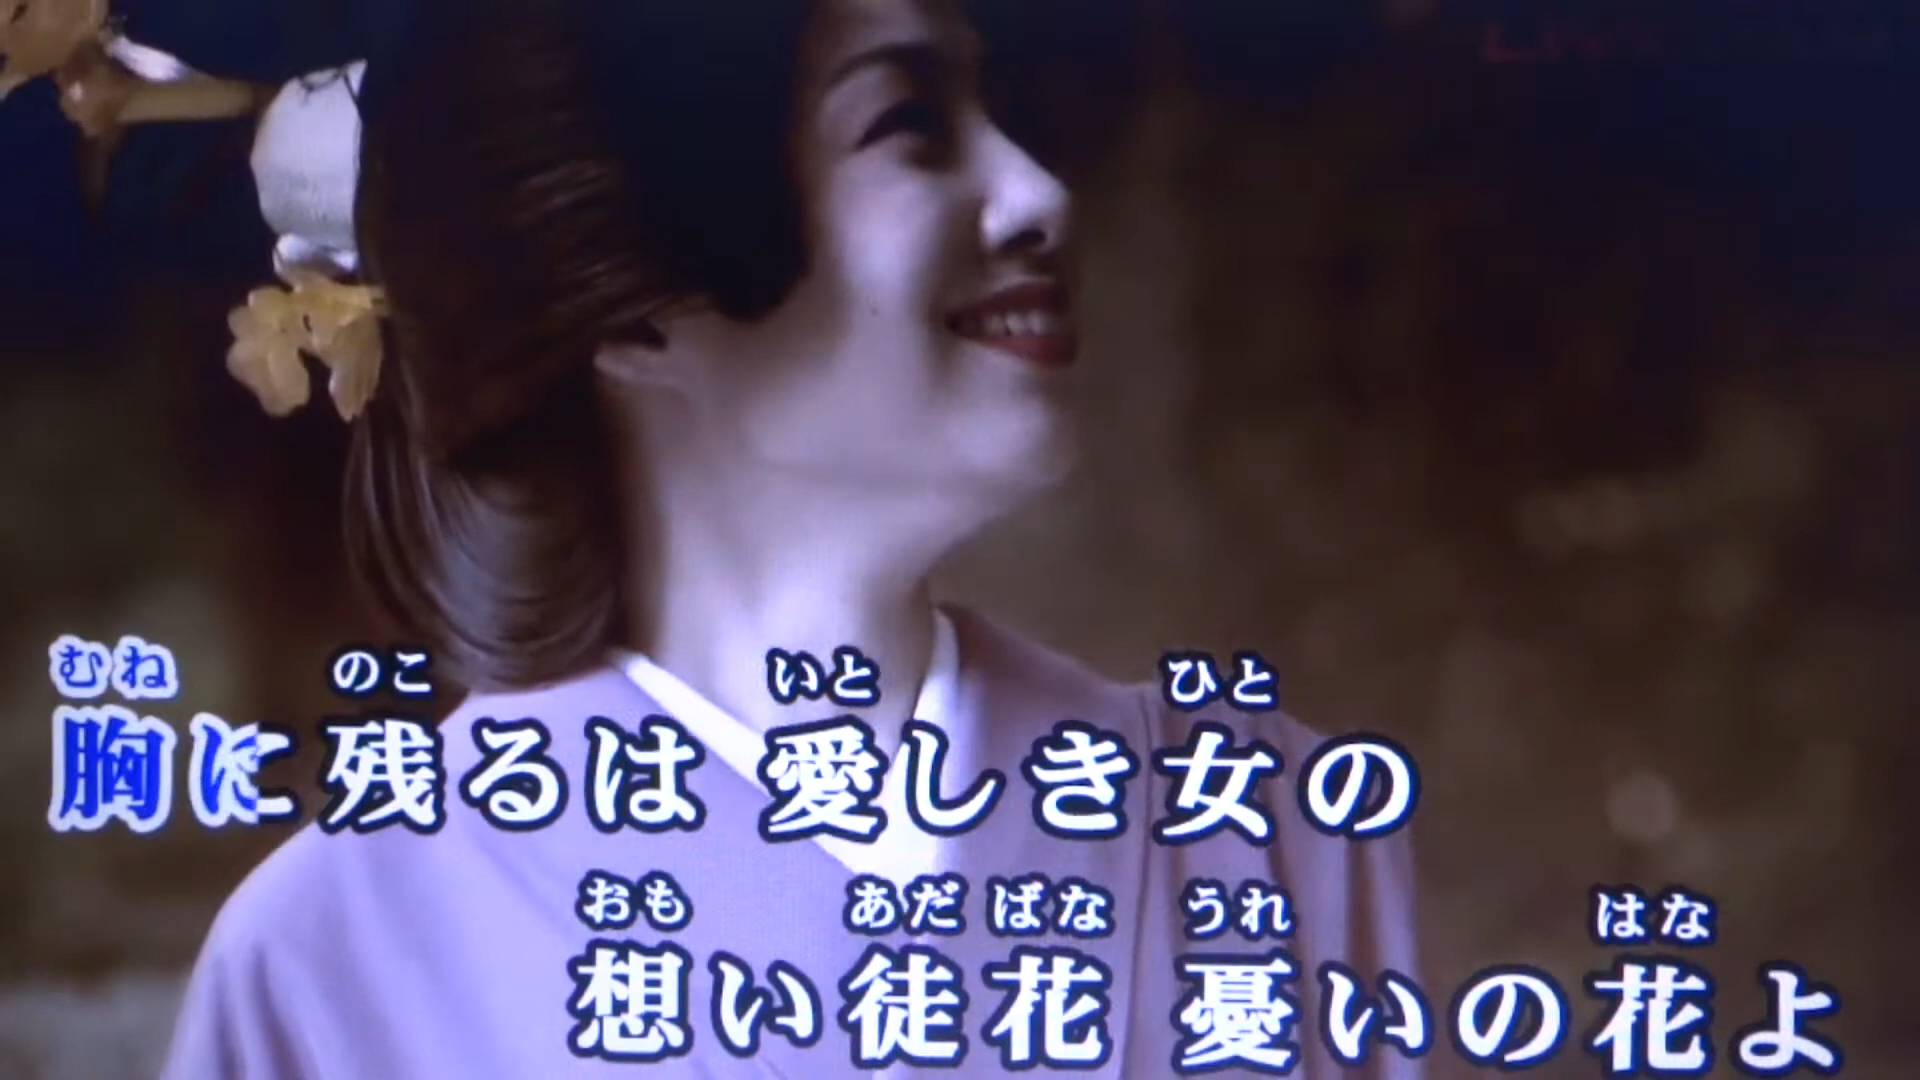 むね のこ いと ひと
胸に 残るは 愛しき女の
おも あだ ばな うれ はな
想い徒花 憂いの花よ